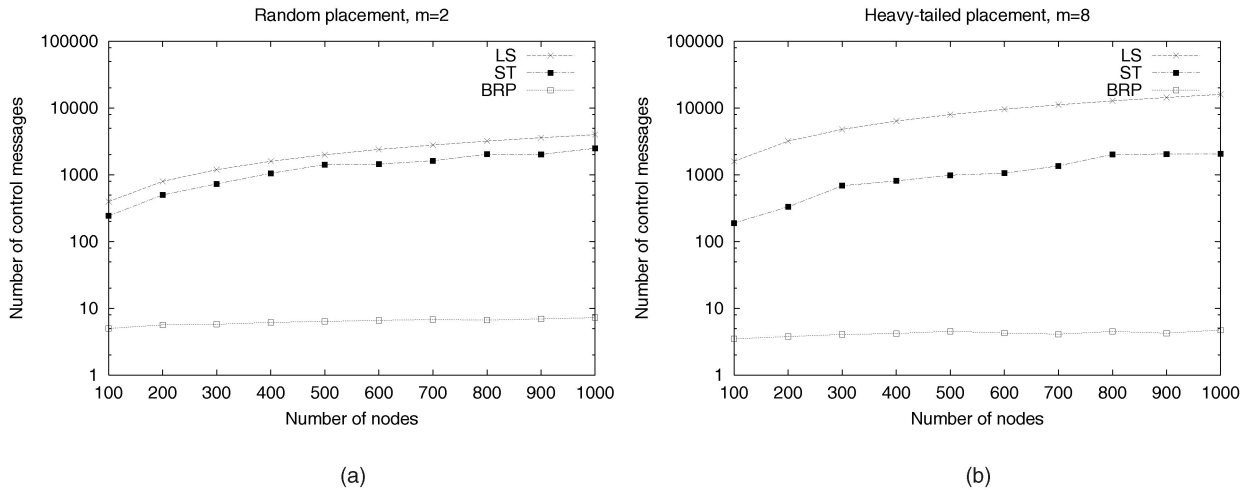 Random placement, m=2
100000
10000
1000
100
10
1
Number of control messages
LS
ST
BRP
100 200 300 400 500 600 700 800 900 1000
Number of nodes
(a)
Heavy-tailed placement, m=8
100000
10000
1000
100
10
1
Number of control messages
LS
ST
BRP
100 200 300 400 500 600 700 800 900 1000
Number of nodes
(b)